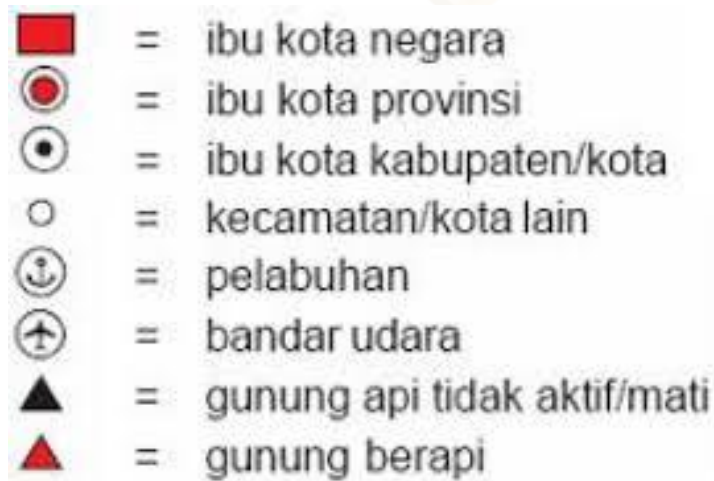 = ibu kota negara
= ibu kota provinsi
= ibu kota kabupaten/kota
= kecamatan/kota lain
= pelabuhan
= bandar udara
= gunung api tidak aktif/mati
= gunung berapi